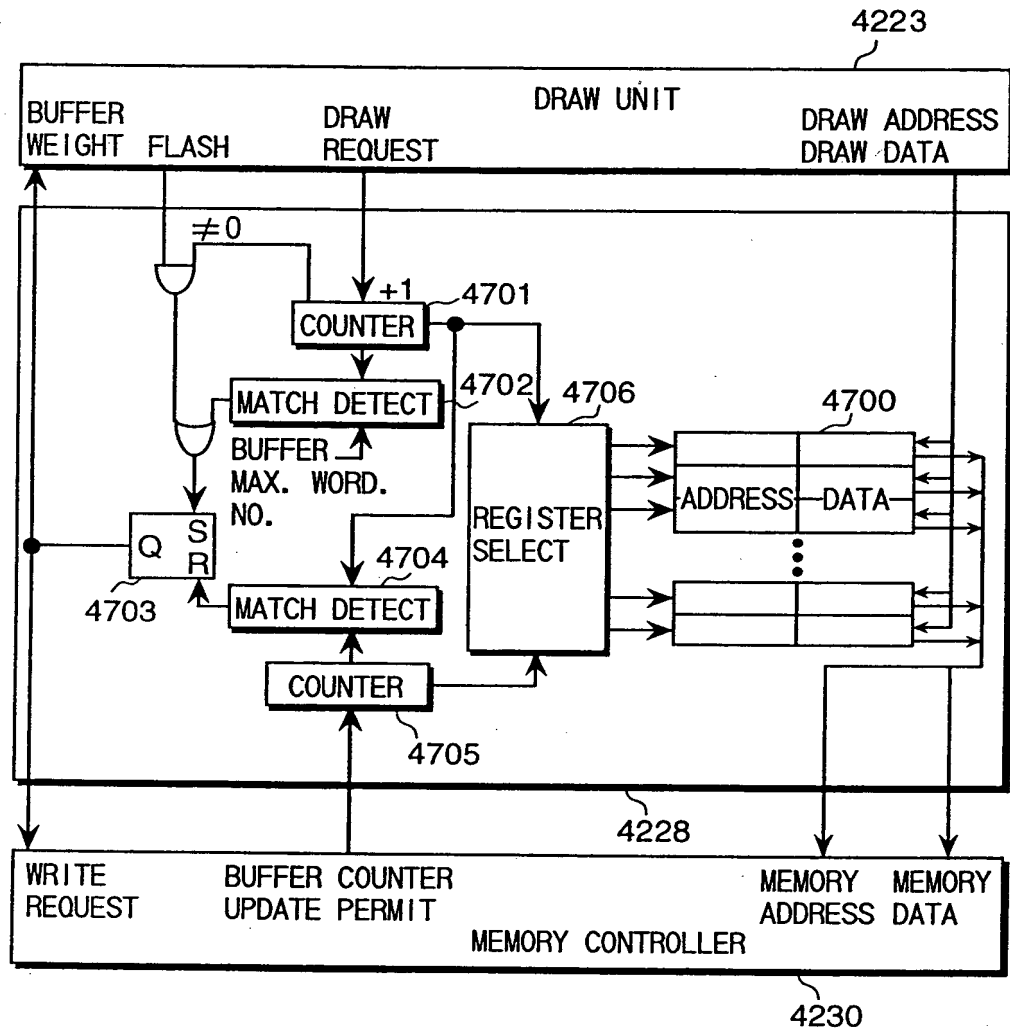 4223
DRAW UNIT
BUFFER
WEIGHT
FLASH
DRAW
REQUEST
DRAW ADDRESS
DRAW DATA
≠0
+1
4701
COUNTER
4702
MATCH DETECT
BUFFER
MAX. WORD.
NO.
4706
4700
REGISTER
SELECT
ADDRESS
DATA
Q
S
R
4703
4704
MATCH DETECT
COUNTER
4705
4228
WRITE
REQUEST
BUFFER COUNTER
UPDATE PERMIT
MEMORY
ADDRESS
MEMORY
DATA
MEMORY CONTROLLER
4230